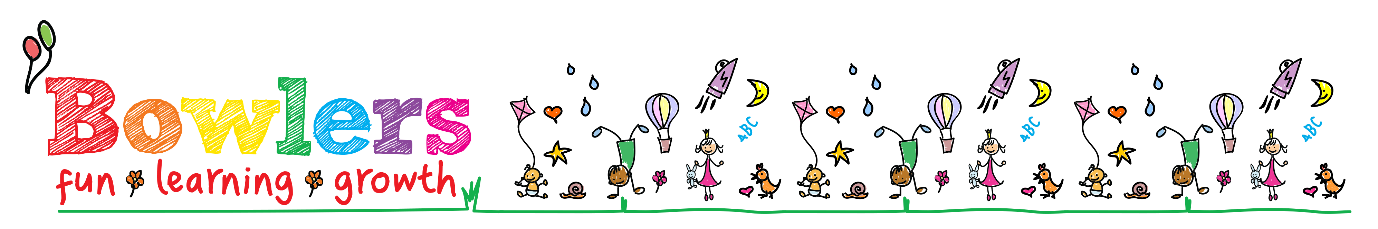 Bowlers
fun learning growth
ABC
ABC
ABC